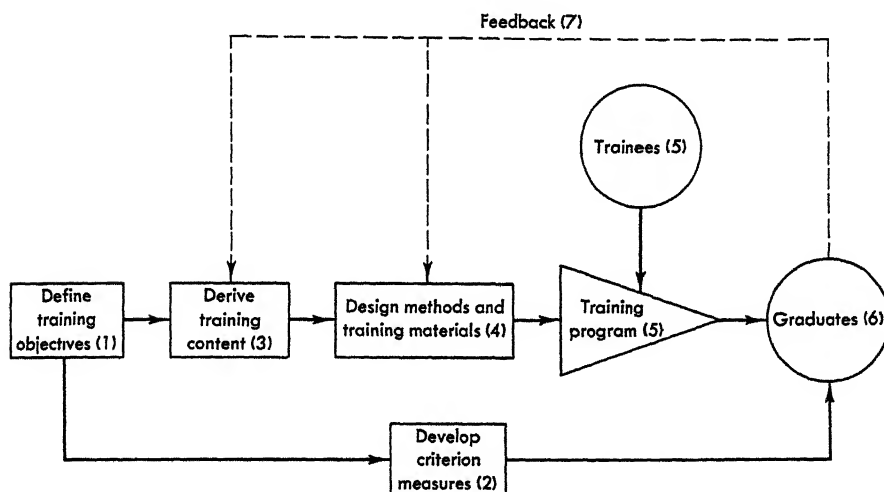 Feedback (7)
Trainees (5)
Define
training
objectives (1)
Derive
training
content (3)
Design methods and
training materials (4)
Training
program (5)
Graduates (6)
Develop
criterion
measures (2)